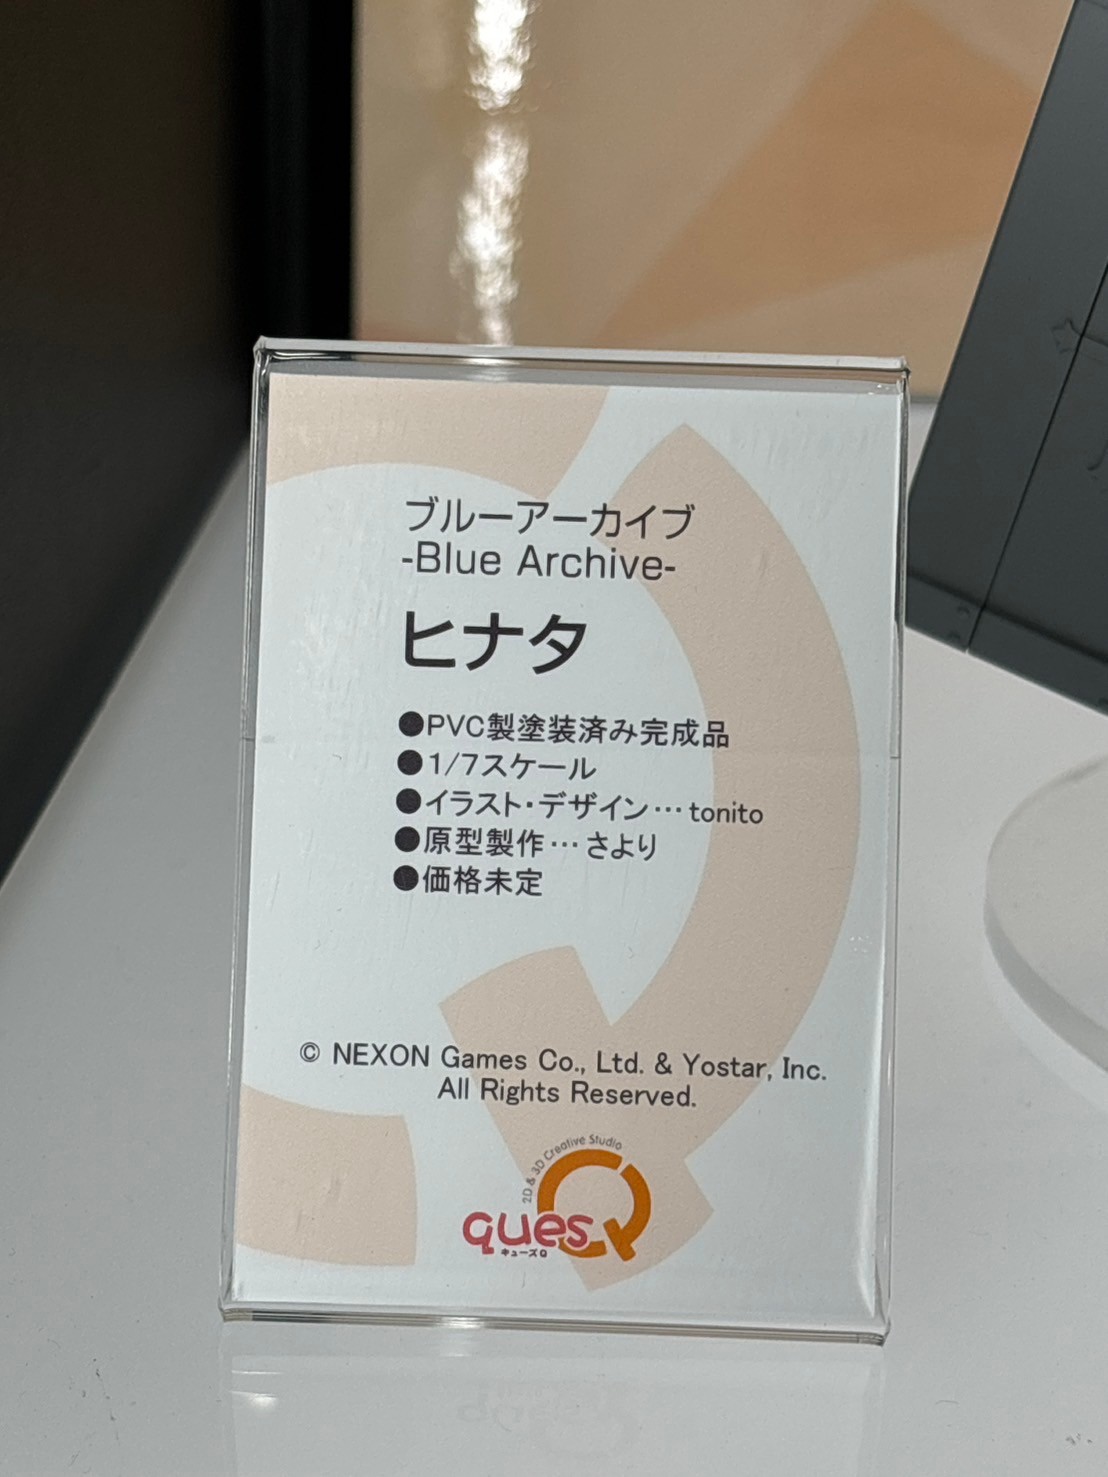 ブルーアーカイブ
-Blue Archive-
ヒナタ
●PVC製塗装済み完成品
●1/7スケール
●イラスト・デザイン…tonito
●原型製作…さより
●価格未定
© NEXON Games Co., Ltd. & Yostar, Inc.
All Rights Reserved.
2D & 3D Creative Studio
quesQ
キューズQ